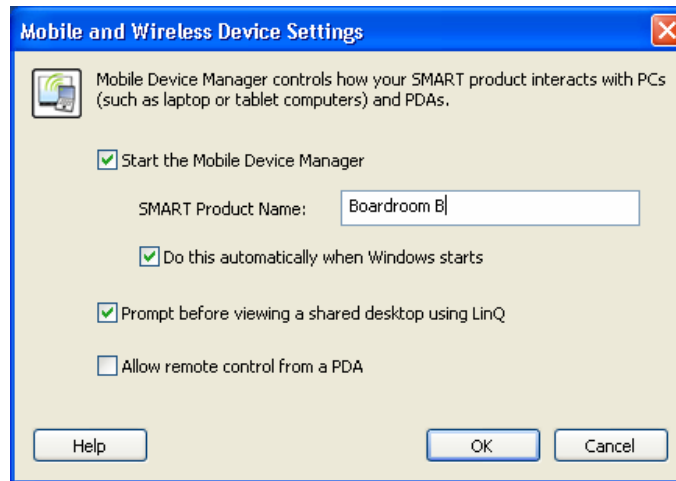 Mobile and Wireless Device Settings
Mobile Device Manager controls how your SMART product interacts with PCs
(such as laptop or tablet computers) and PDAs.
Start the Mobile Device Manager
SMART Product Name: Boardroom B
Do this automatically when Windows starts
Prompt before viewing a shared desktop using LinQ
Allow remote control from a PDA
Help OK Cancel